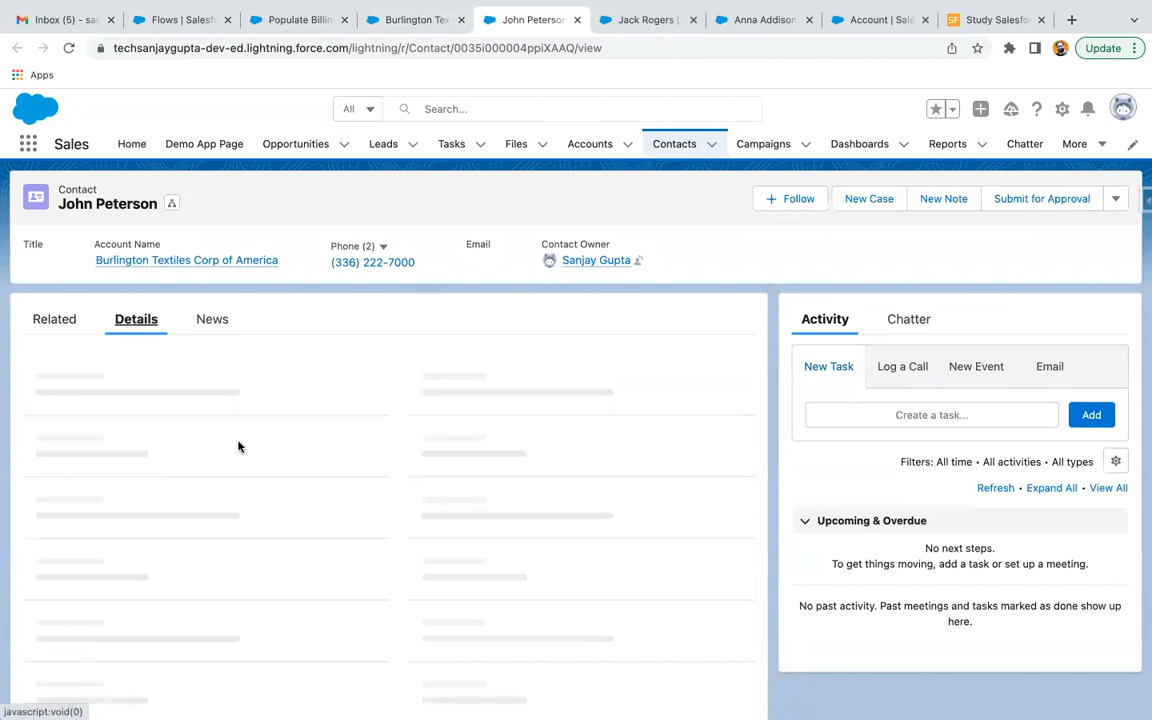 Inbox (5) - sa
Flows | Salesf
Populate Billin
Burlington Tex
John Peterson
Jack Rogers |
Anna Addison
Account | Sale
Study Salesfo
techsanjaygupta-dev-ed.lightning.force.com/lightning/r/Contact/0035i000004ppiXAAQ/view
Update
Apps
All
Search...
Sales
Home
Demo App Page
Opportunities
Leads
Tasks
Files
Accounts
Contacts
Campaigns
Dashboards
Reports
Chatter
More
Contact
John Peterson
+ Follow
New Case
New Note
Submit for Approval
Title
Account Name
Phone (2)
Email
Contact Owner
Burlington Textiles Corp of America
(336) 222-7000
Sanjay Gupta
Related
Details
News
Activity
Chatter
New Task
Log a Call
New Event
Email
Create a task...
Add
Filters: All time • All activities • All types
Refresh • Expand All • View All
Upcoming & Overdue
No next steps.
To get things moving, add a task or set up a meeting.
No past activity. Past meetings and tasks marked as done show up
here.
javascript:void(0)